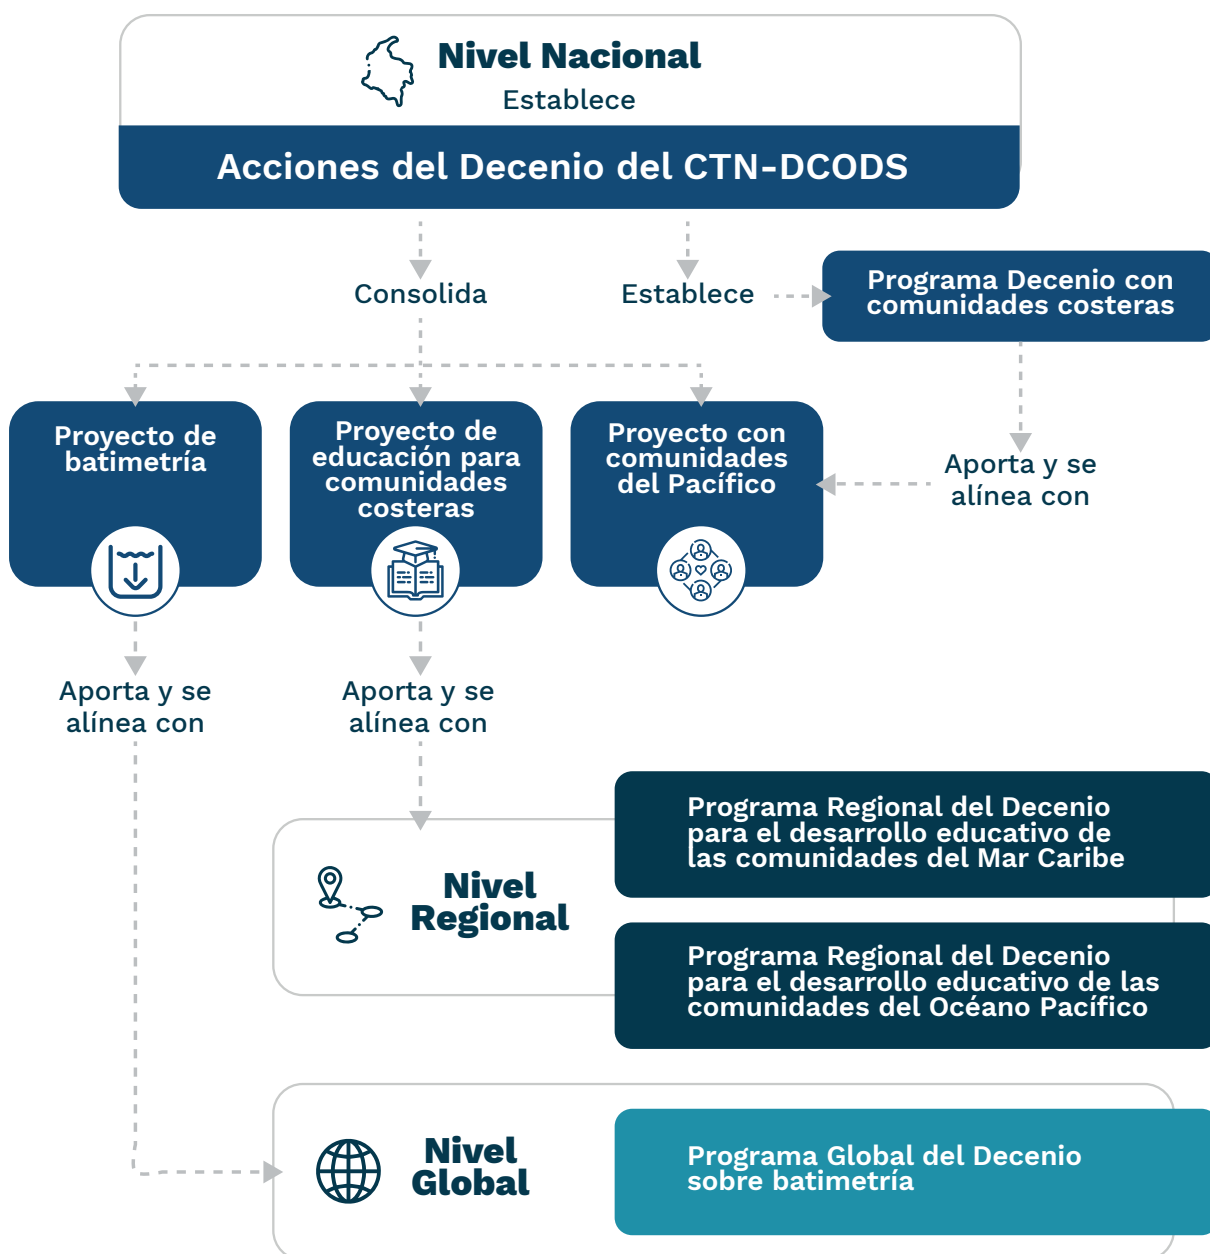 Nivel Nacional
Establece
Acciones del Decenio del CTN-DCODS
Consolida
Establece
Programa Decenio con
comunidades costeras
Proyecto de
batimetría
Proyecto de
educación para
comunidades
costeras
Proyecto con
comunidades
del Pacífico
Aporta y se
alínea con
Aporta y se
alínea con
Aporta y se
alínea con
Nivel
Regional
Programa Regional del Decenio
para el desarrollo educativo de
las comunidades del Mar Caribe
Programa Regional del Decenio
para el desarrollo educativo de las
comunidades del Océano Pacífico
Nivel
Global
Programa Global del Decenio
sobre batimetría